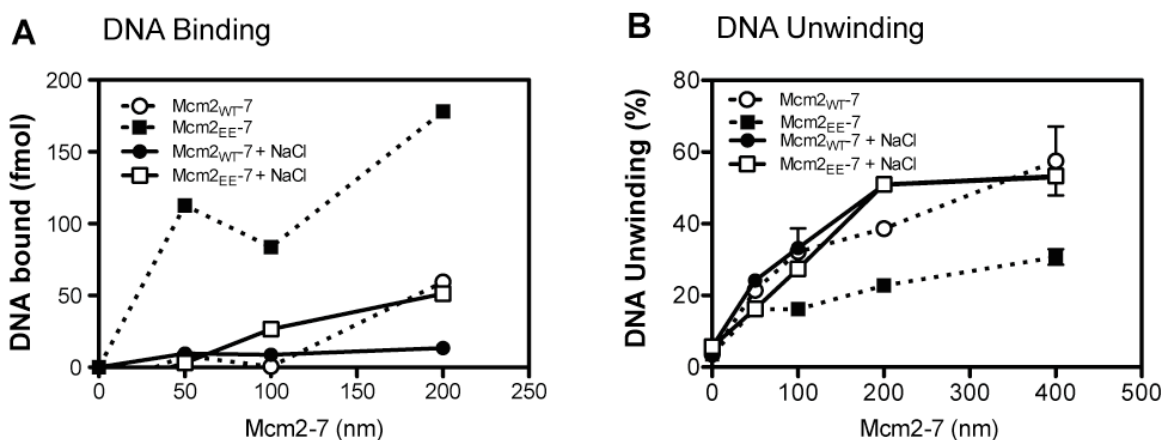 A DNA Binding
DNA bound (fmol)
200
150
100
50
0
Mcm2WT-7
Mcm2EE-7
Mcm2WT-7 + NaCl
Mcm2EE-7 + NaCl
0 50 100 150 200 250
Mcm2-7 (nm)
B DNA Unwinding
DNA Unwinding (%)
80
60
40
20
0
Mcm2WT-7
Mcm2EE-7
Mcm2WT-7 + NaCl
Mcm2EE-7 + NaCl
0 100 200 300 400 500
Mcm2-7 (nm)